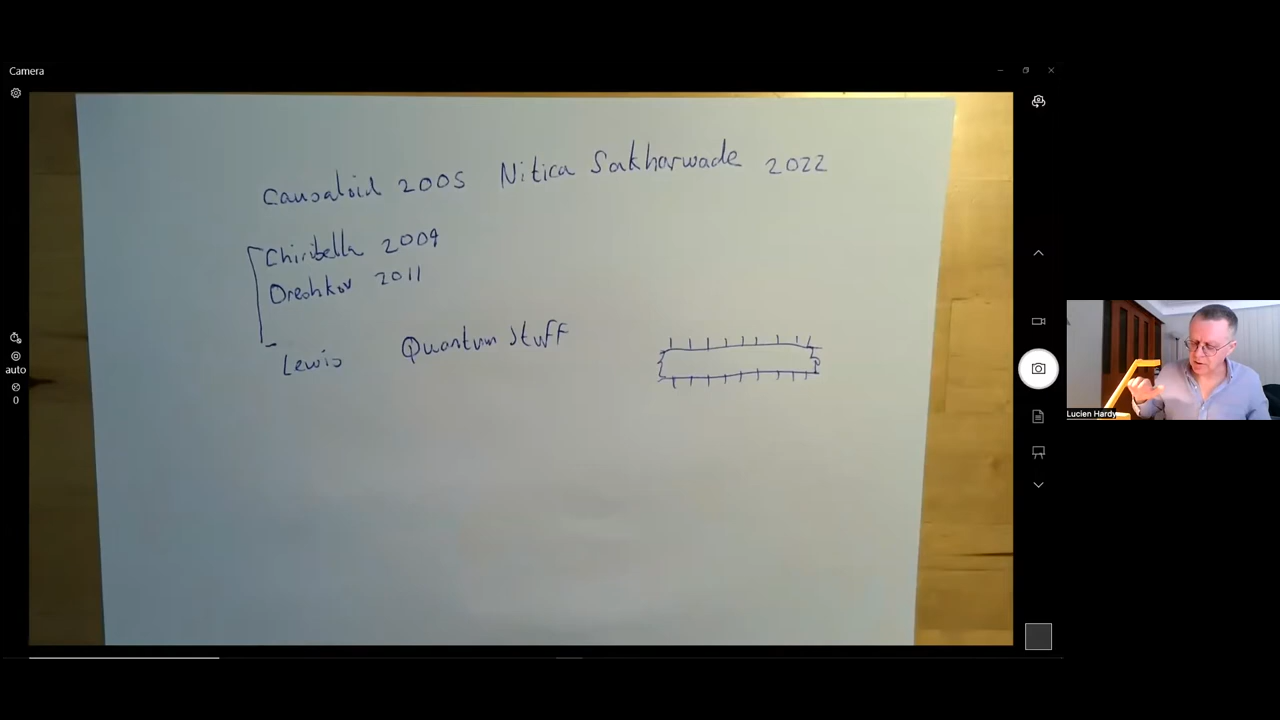 Camera
Causaloid 2005 Nitica Sakharwade 2022
Chiribella 2009
Oreshkov 2011
Lewis Quantum Stuff
auto
0
Lucien Hardy